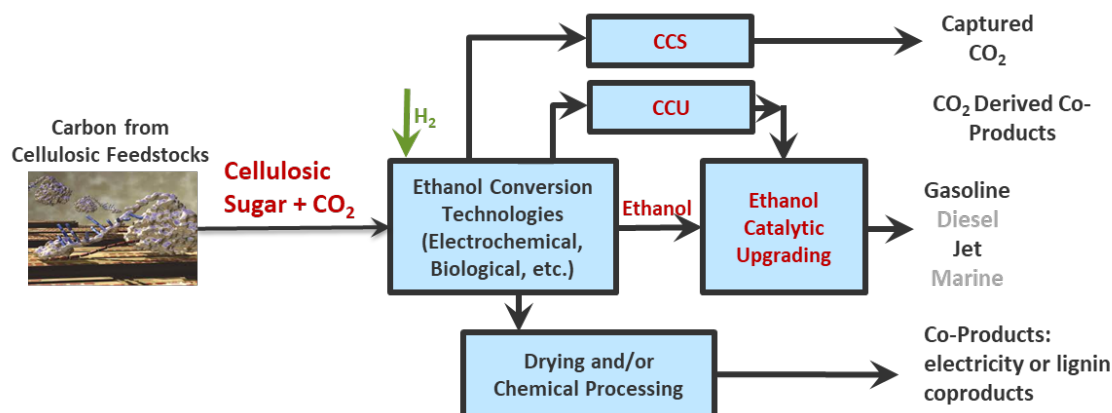 Carbon from
Cellulosic Feedstocks
Cellulosic
Sugar + CO₂
H₂
Ethanol Conversion
Technologies
(Electrochemical,
Biological, etc.)
CCS
CCU
Ethanol
Ethanol
Catalytic
Upgrading
Drying and/or
Chemical Processing
Captured
CO₂
CO₂ Derived Co-
Products
Gasoline
Diesel
Jet
Marine
Co-Products:
electricity or lignin
coproducts